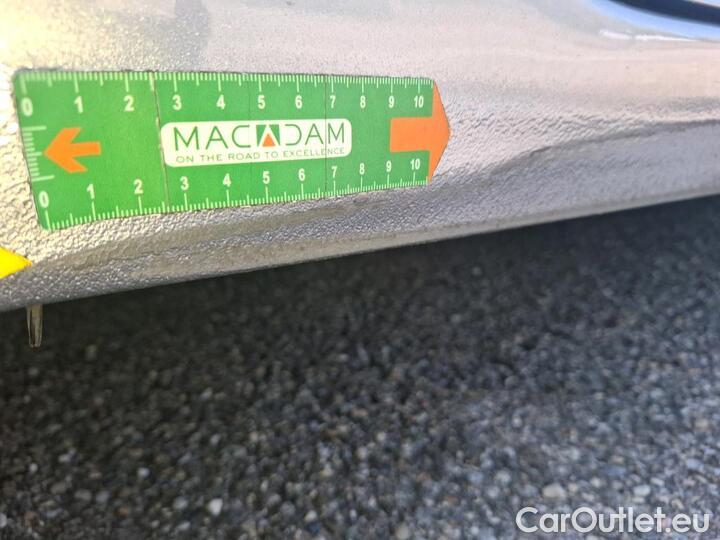 0 1 2 3 4 5 6 7 8 9 10
MACADAM
ON THE ROAD TO EXCELLENCE
0 1 2 3 4 5 6 7 8 9 10
CarOutlet.eu